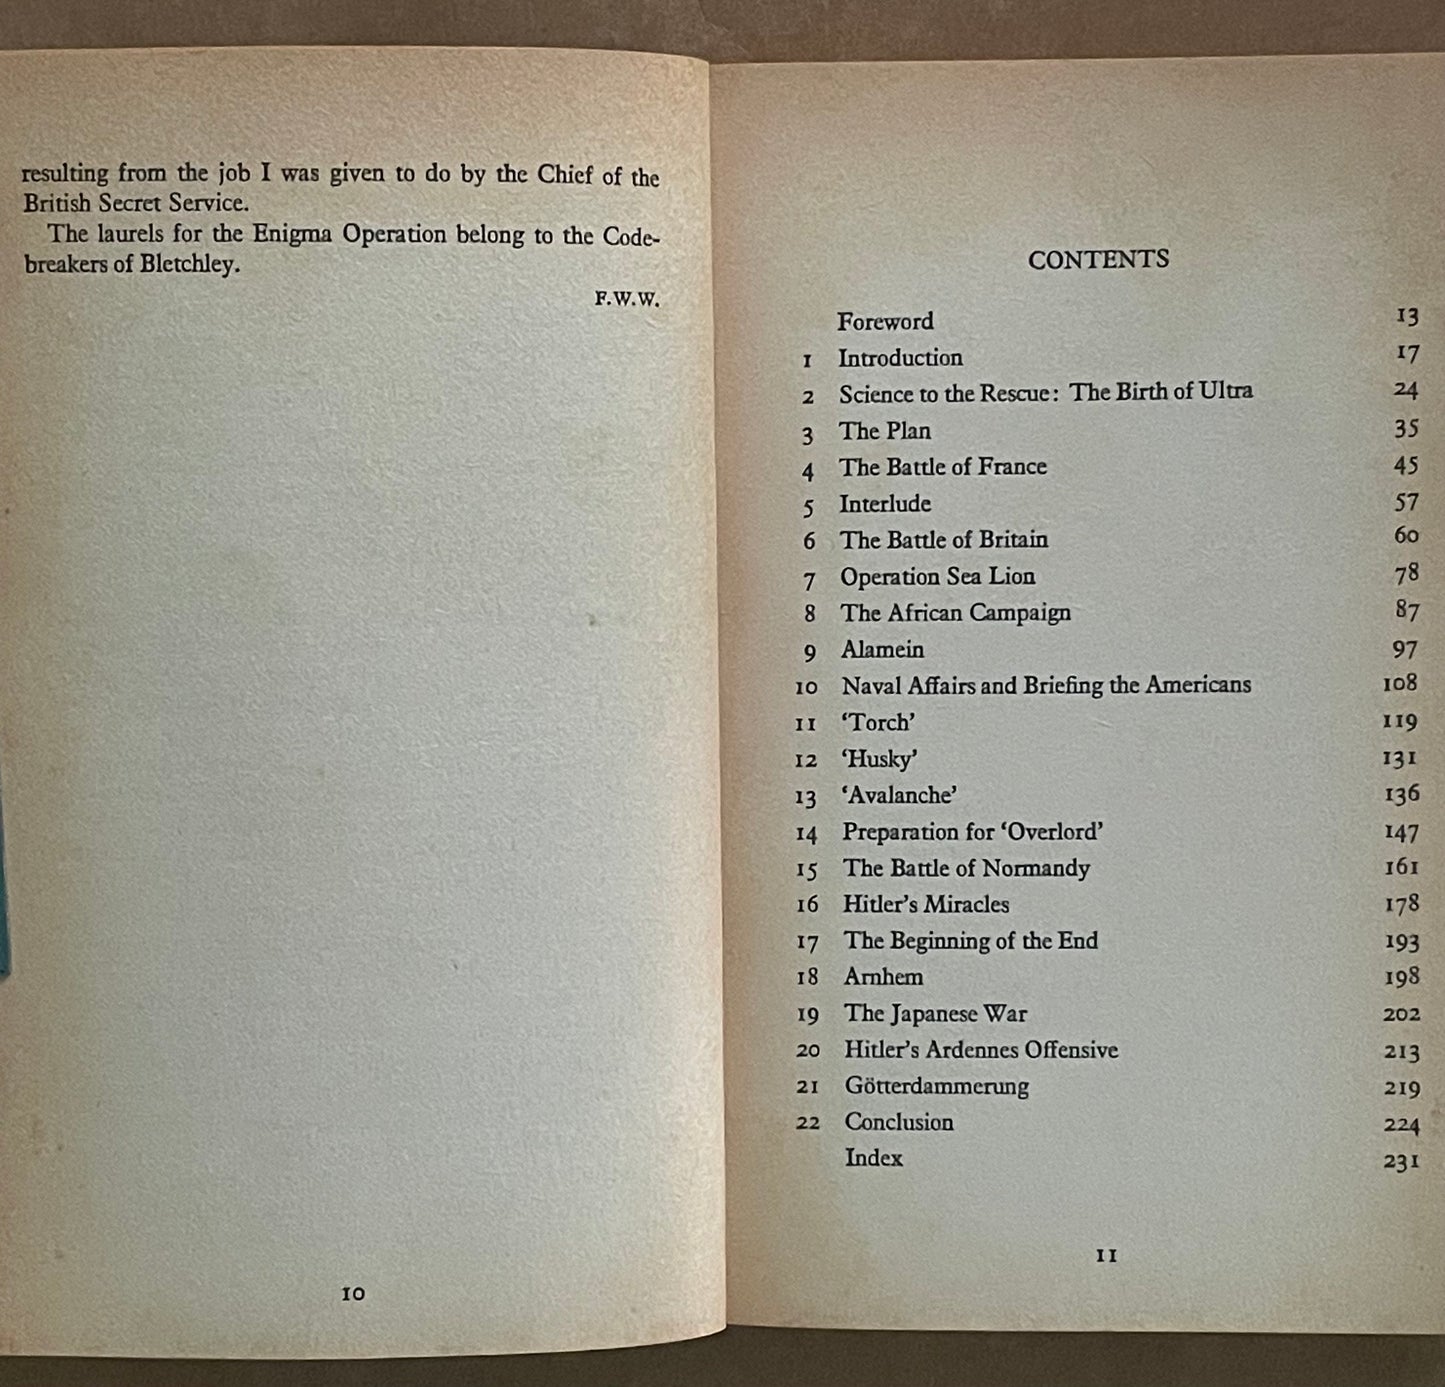 resulting from the job I was given to do by the Chief of the
British Secret Service.
The laurels for the Enigma Operation belong to the Code-
breakers of Bletchley.
F.W.W.
10
CONTENTS
Foreword 13
1 Introduction 17
2 Science to the Rescue: The Birth of Ultra 24
3 The Plan 35
4 The Battle of France 45
5 Interlude 57
6 The Battle of Britain 60
7 Operation Sea Lion 78
8 The African Campaign 87
9 Alamein 97
10 Naval Affairs and Briefing the Americans 108
11 ‘Torch’ 119
12 ‘Husky’ 131
13 ‘Avalanche’ 136
14 Preparation for ‘Overlord’ 147
15 The Battle of Normandy 161
16 Hitler’s Miracles 178
17 The Beginning of the End 193
18 Arnhem 198
19 The Japanese War 202
20 Hitler’s Ardennes Offensive 213
21 Götterdammerung 219
22 Conclusion 224
Index 231
11